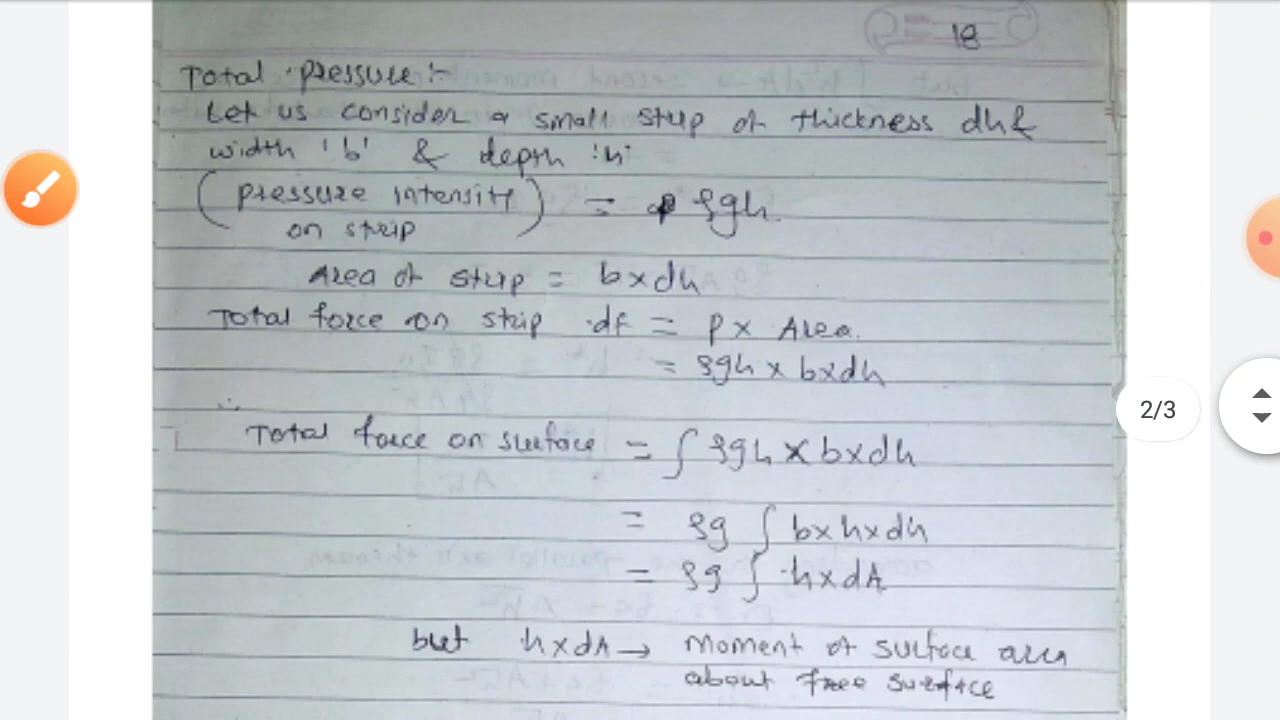 18
Total pressure :-
Let us consider a small strip of thickness dh &
width 'b' & depth 'h'
(pressure intensity on strip) = ρgh
Area of strip = b×dh
Total force on strip df = P× Area.
= ρgh × b×dh
∴
Total force on surface = ∫ ρgh × b×dh
= ρg ∫ b×h×dh
= ρg ∫ h×dA
2/3
but h×dA → Moment of surface area
about free surface